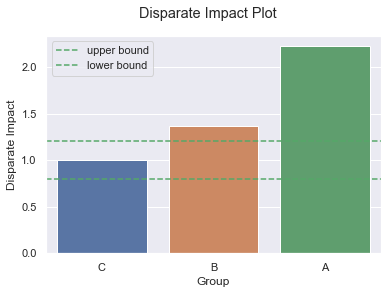 Disparate Impact Plot
upper bound
lower bound
Disparate Impact
2.0
1.5
1.0
0.5
0.0
C B A
Group